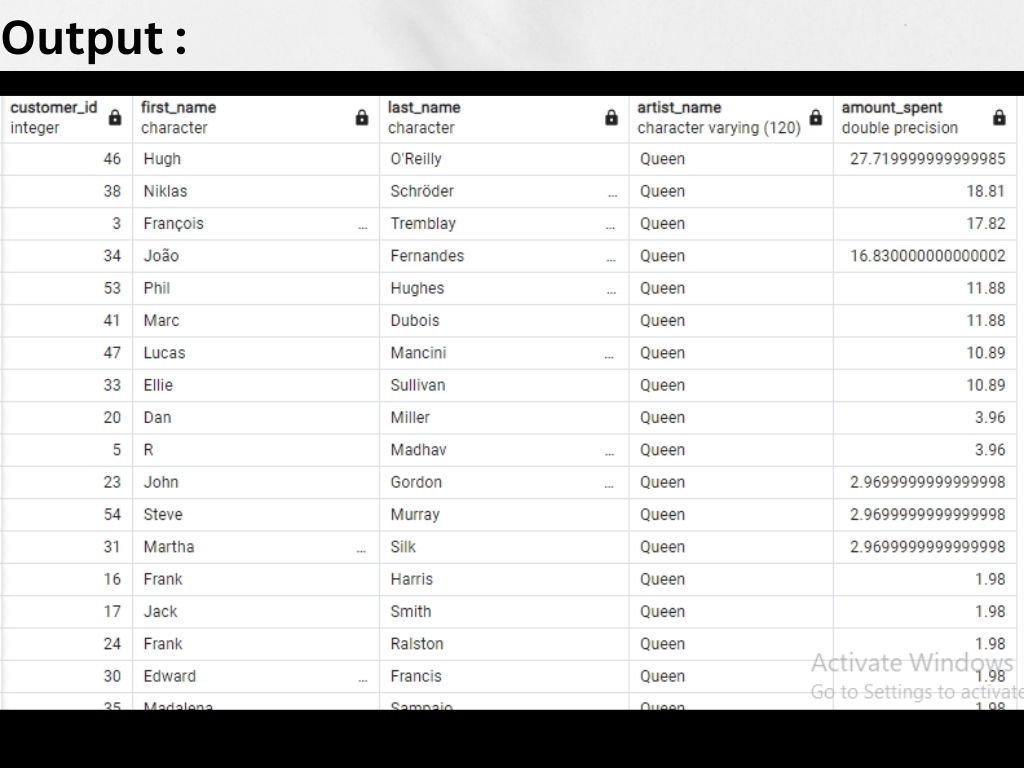 Output :
customer_id first_name last_name artist_name amount_spent
integer character character character varying (120) double precision
46 Hugh O'Reilly Queen 27.719999999999985
38 Niklas Schröder ... Queen 18.81
3 François ... Tremblay ... Queen 17.82
34 João Fernandes ... Queen 16.830000000000002
53 Phil Hughes ... Queen 11.88
41 Marc Dubois Queen 11.88
47 Lucas Mancini ... Queen 10.89
33 Ellie Sullivan Queen 10.89
20 Dan Miller Queen 3.96
5 R Madhav ... Queen 3.96
23 John Gordon ... Queen 2.9699999999999998
54 Steve Murray Queen 2.9699999999999998
31 Martha ... Silk Queen 2.9699999999999998
16 Frank Harris Queen 1.98
17 Jack Smith Queen 1.98
24 Frank Ralston Queen 1.98
Activate Windows
30 Edward ... Francis Queen 1.98
Go to Settings to activate
35 Madalena Sampaio Queen 1.98